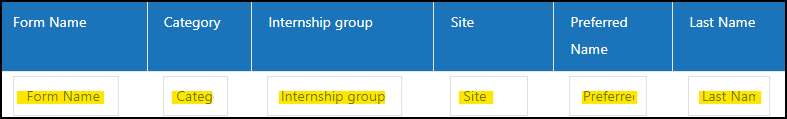 Form Name Category Internship group Site Preferred Last Name
Name
Form Name Categ Internship group Site Preferre Last Nam